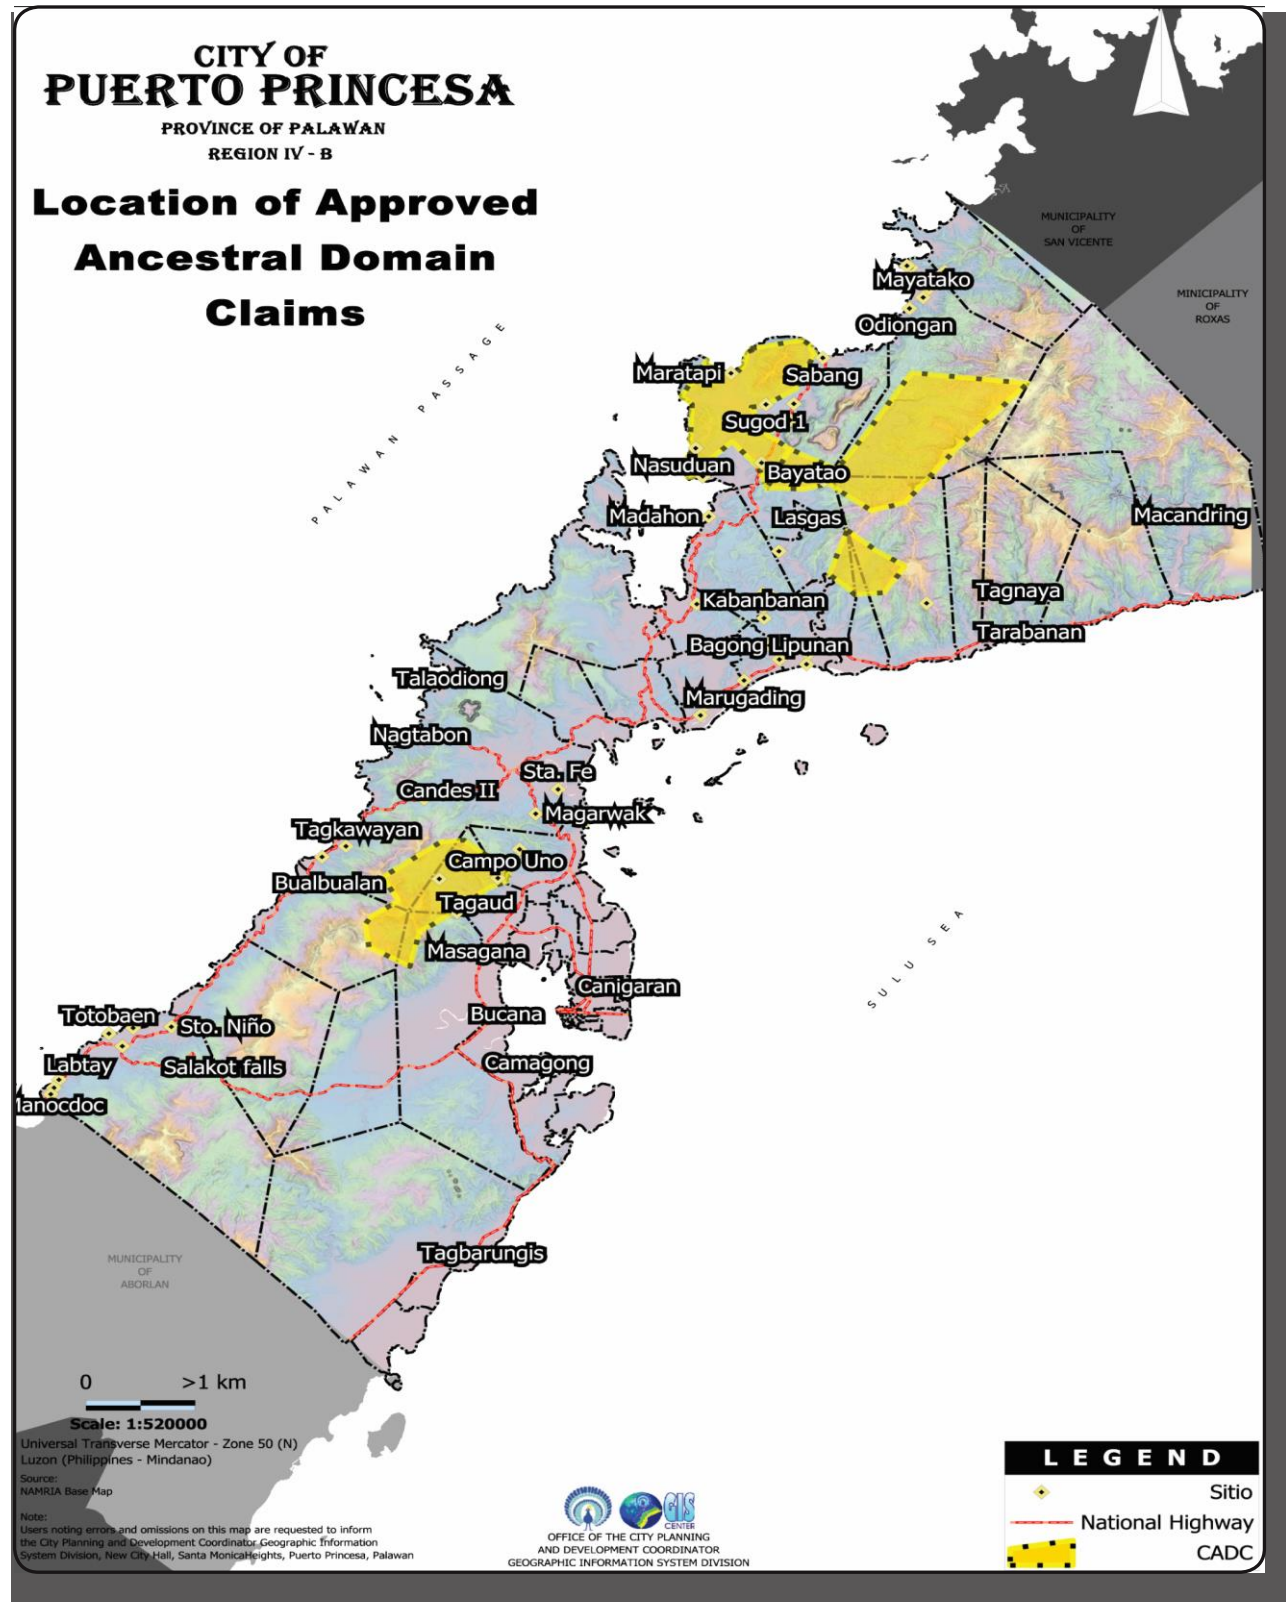 CITY OF
PUERTO PRINCESA
PROVINCE OF PALAWAN
REGION IV - B
Location of Approved
Ancestral Domain
Claims
MUNICIPALITY
OF
SAN VICENTE
MINICIPALITY
OF
ROXAS
PALAWAN PASSAGE
Mayatako
Odiongan
Maratapi
Sabang
Sugod 1
Nasuduan
Bayatao
Madahon
Lasgas
Macandring
Kabanbanan
Tagnaya
Tarabanan
Bagong Lipunan
Talaodiong
Marugading
Nagtabon
Sta. Fe
Candes II
Magarwak
Tagkawayan
Campo Uno
Bualbualan
Tagaud
Masagana
SULU SEA
Canigaran
Totobaen
Bucana
Sto. Niño
Labtay
Salakot falls
Camagong
Manocdoc
MUNICIPALITY
OF
ABORLAN
Tagbarungis
0 >1 km
Scale: 1:520000
Universal Transverse Mercator - Zone 50 (N)
Luzon (Philippines - Mindanao)
Source:
NAMRIA Base Map
Note:
Users noting errors and omissions on this map are requested to inform
the City Planning and Development Coordinator Geographic Information
System Division, New City Hall, Santa MonicaHeights, Puerto Princesa, Palawan
GIS
CENTER
OFFICE OF THE CITY PLANNING
AND DEVELOPMENT COORDINATOR
GEOGRAPHIC INFORMATION SYSTEM DIVISION
LEGEND
Sitio
National Highway
CADC